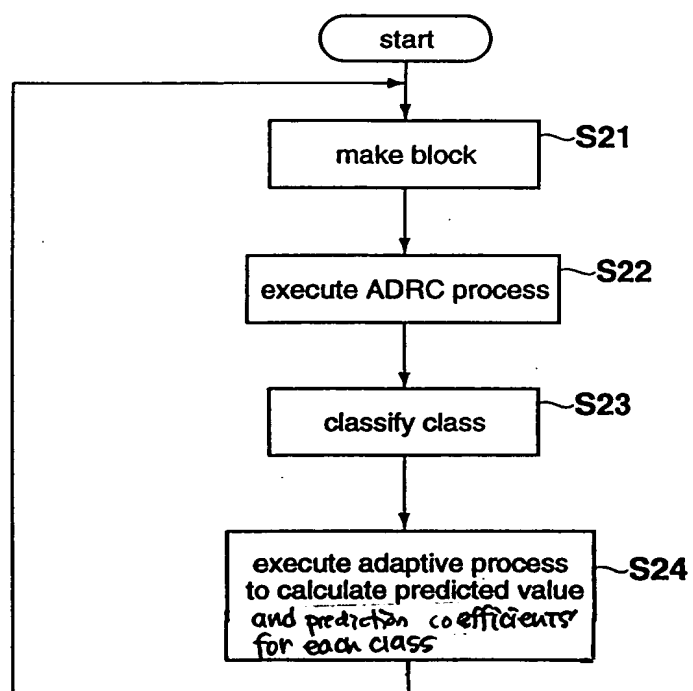 start
make block
S21
execute ADRC process
S22
classify class
S23
execute adaptive process
to calculate predicted value
and prediction coefficients
for each class
S24